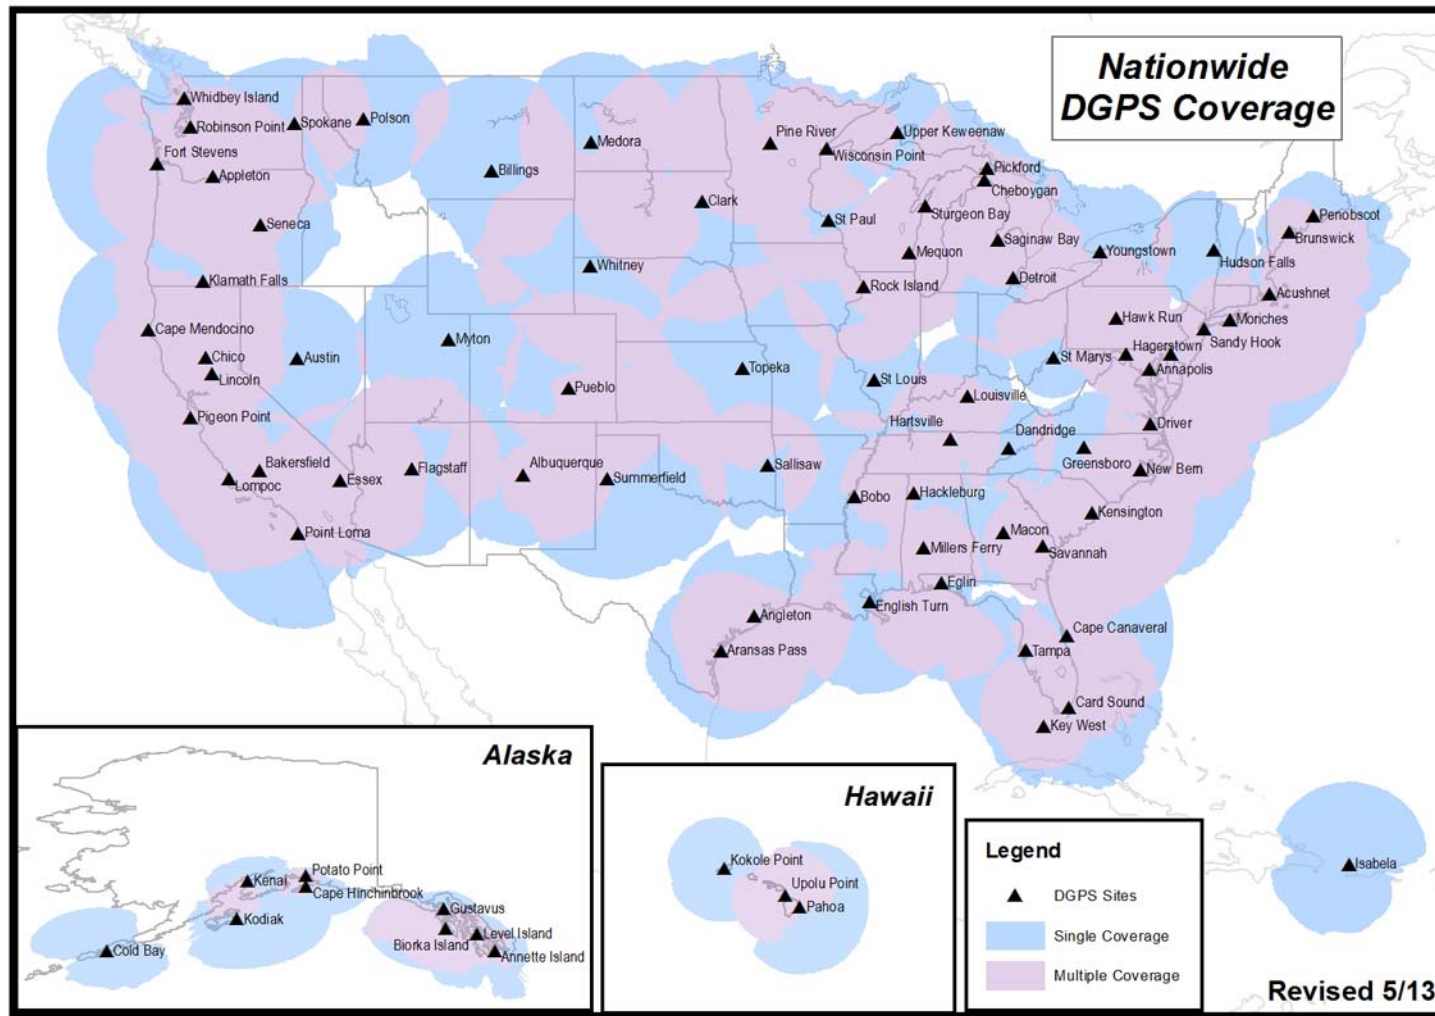 Nationwide
DGPS Coverage
Whidbey Island
Robinson Point
Spokane
Polson
Fort Stevens
Appleton
Seneca
Klamath Falls
Billings
Medora
Clark
Whitney
Pine River
Wisconsin Point
Upper Keweenaw
Pickford
Cheboygan
St Paul
Sturgeon Bay
Saginaw Bay
Mequon
Rock Island
Detroit
Youngstown
Hudson Falls
Penobscot
Brunswick
Acushnet
Moriches
Sandy Hook
Hawk Run
Hagerstown
Annapolis
St Marys
Cape Mendocino
Chico
Lincoln
Austin
Myton
Pueblo
Topeka
St Louis
Louisville
Pigeon Point
Bakersfield
Lompoc
Essex
Flagstaff
Albuquerque
Summerfield
Sallisaw
Hartsville
Dandridge
Greensboro
Driver
New Bern
Point Loma
Bobo
Hackleburg
Macon
Kensington
Millers Ferry
Savannah
Eglin
English Turn
Angleton
Aransas Pass
Cape Canaveral
Tampa
Card Sound
Key West
Alaska
Potato Point
Kenai
Cape Hinchinbrook
Kodiak
Gustavus
Biorka Island
Level Island
Cold Bay
Annette Island
Hawaii
Kokole Point
Upolu Point
Pahoa
Legend
DGPS Sites
Single Coverage
Multiple Coverage
Isabela
Revised 5/13